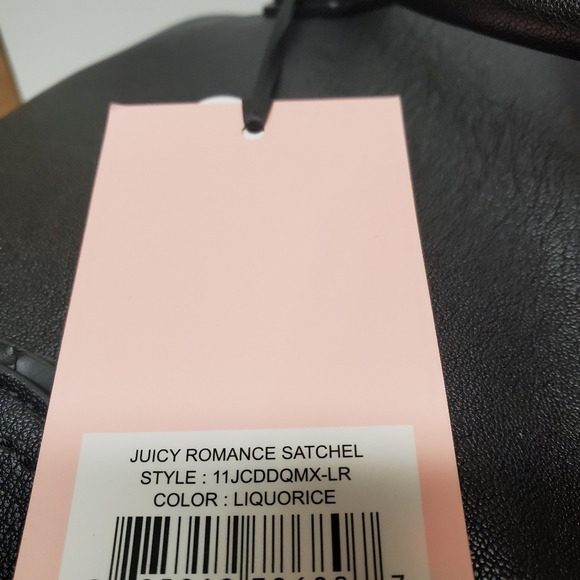 JUICY ROMANCE SATCHEL
STYLE : 11JCDDQMX-LR
COLOR : LIQUORICE